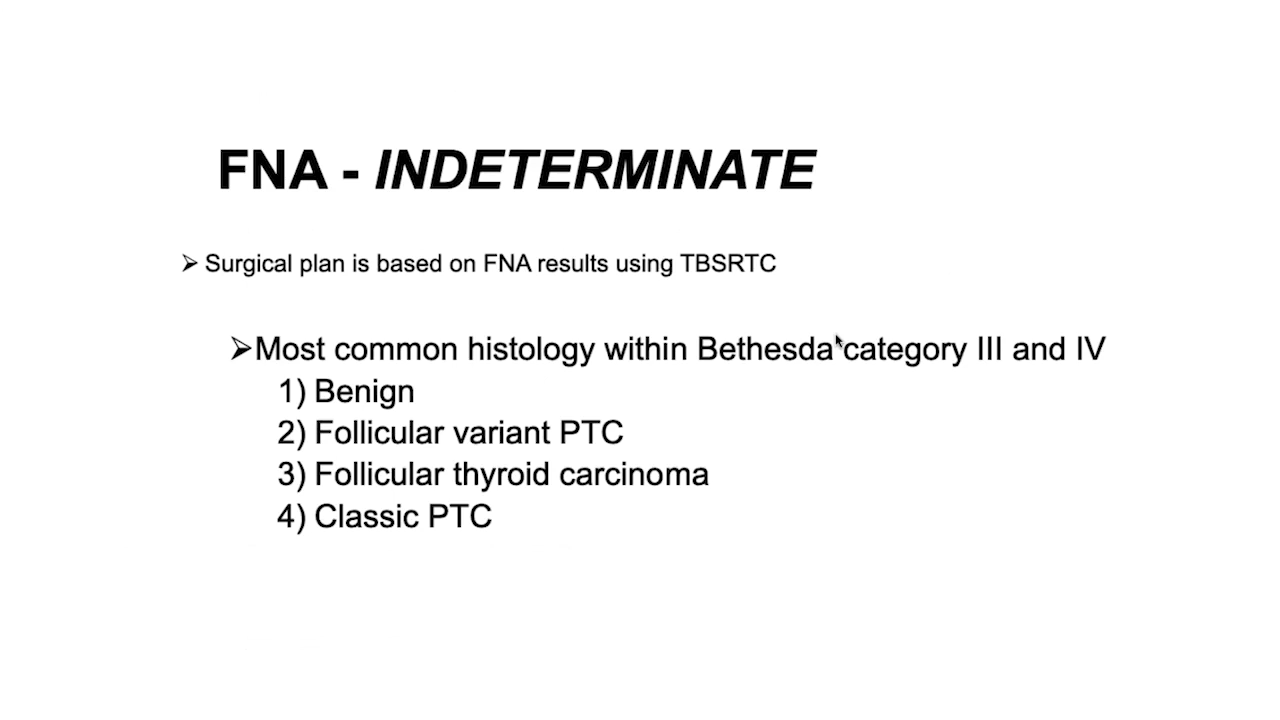 FNA - INDETERMINATE
➢ Surgical plan is based on FNA results using TBSRTC
➢Most common histology within Bethesda category III and IV
1) Benign
2) Follicular variant PTC
3) Follicular thyroid carcinoma
4) Classic PTC